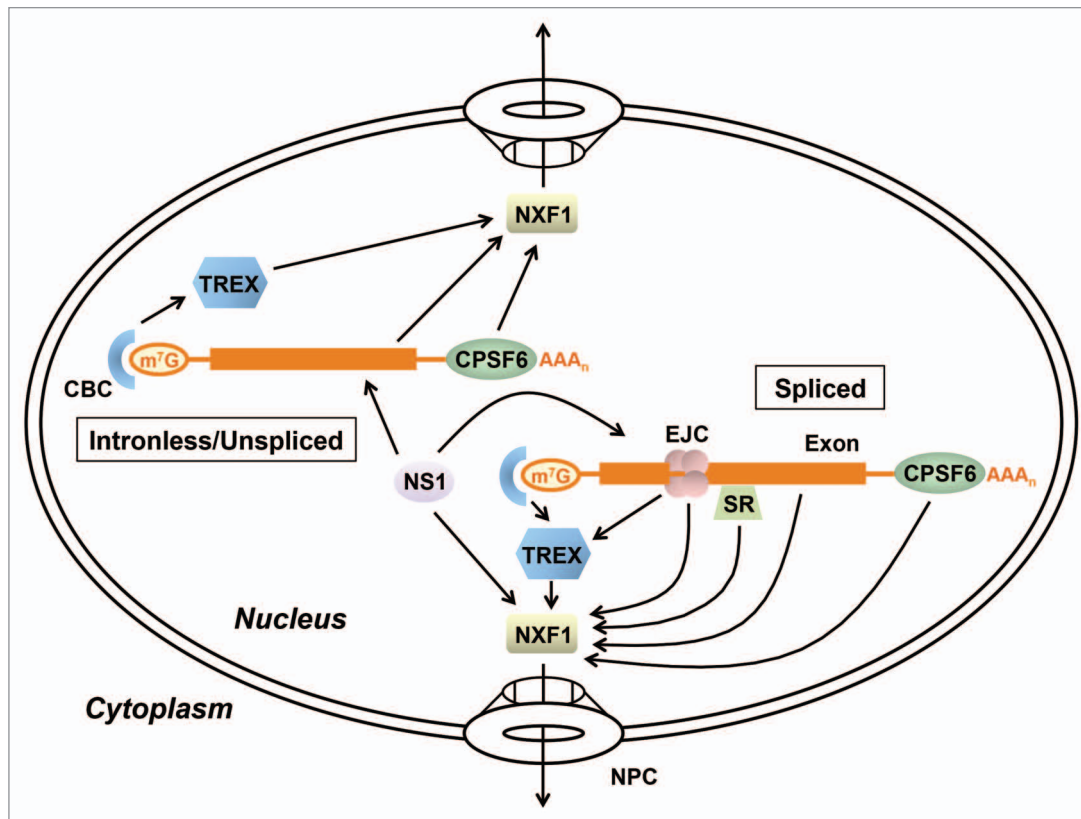 NXF1
TREX
CBC
m⁷G
CPSF6
AAAₙ
Intronless/Unspliced
Spliced
NS1
EJC
Exon
m⁷G
CPSF6
AAAₙ
SR
TREX
Nucleus
NXF1
Cytoplasm
NPC